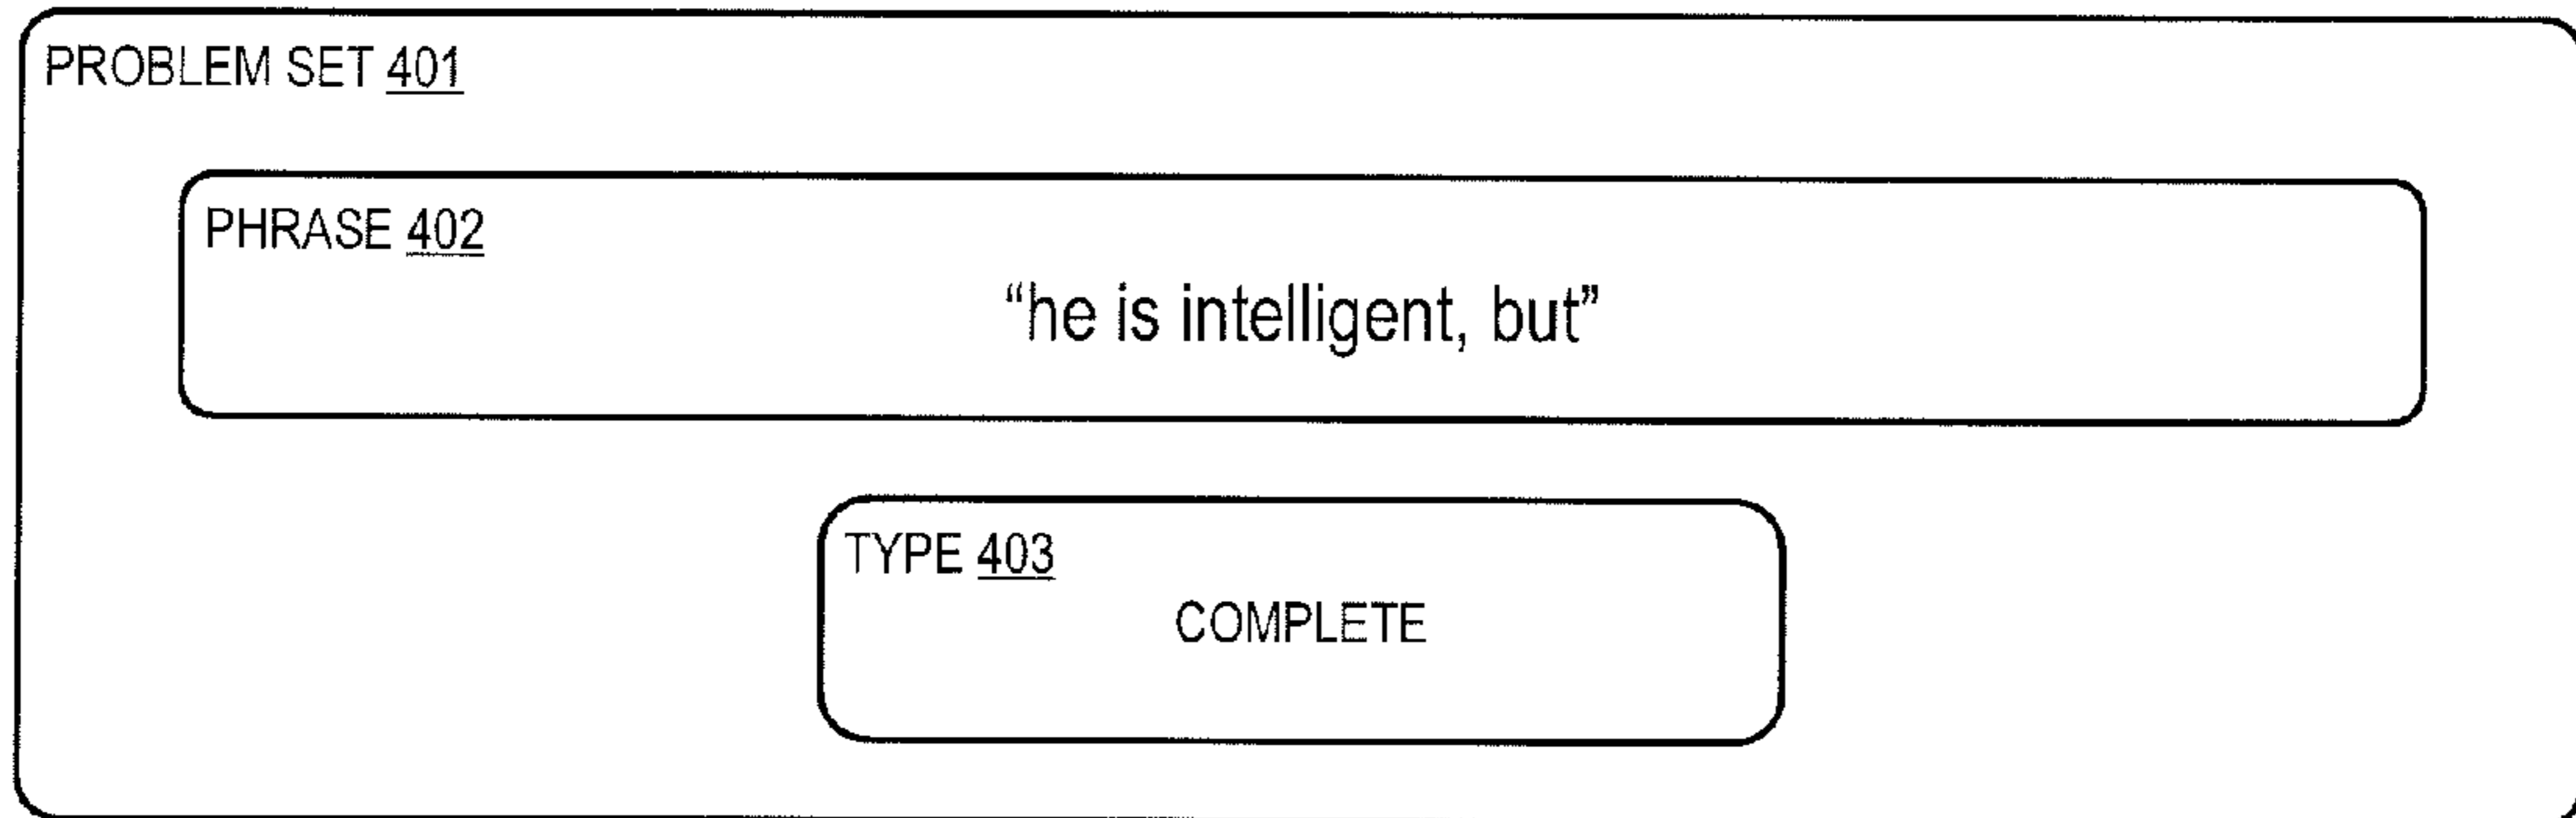 PROBLEM SET 401
PHRASE 402
“he is intelligent, but”
TYPE 403
COMPLETE